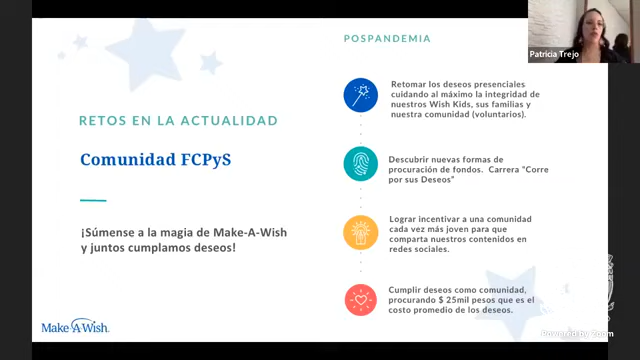 RETOS EN LA ACTUALIDAD
Comunidad FCPyS
¡Súmense a la magia de Make-A-Wish
y juntos cumplamos deseos!
Make-A-Wish.
POSPANDEMIA
Retomar los deseos presenciales
cuidando al máximo la integridad de
nuestros Wish Kids, sus familias y
nuestra comunidad (voluntarios).
Descubrir nuevas formas de
procuración de fondos. Carrera "Corre
por sus Deseos"
Lograr incentivar a una comunidad
cada vez más joven para que
comparta nuestros contenidos en
redes sociales.
Cumplir deseos como comunidad,
procurando $ 25mil pesos que es el
costo promedio de los deseos.
Patricia Trejo
Powered by Zoom